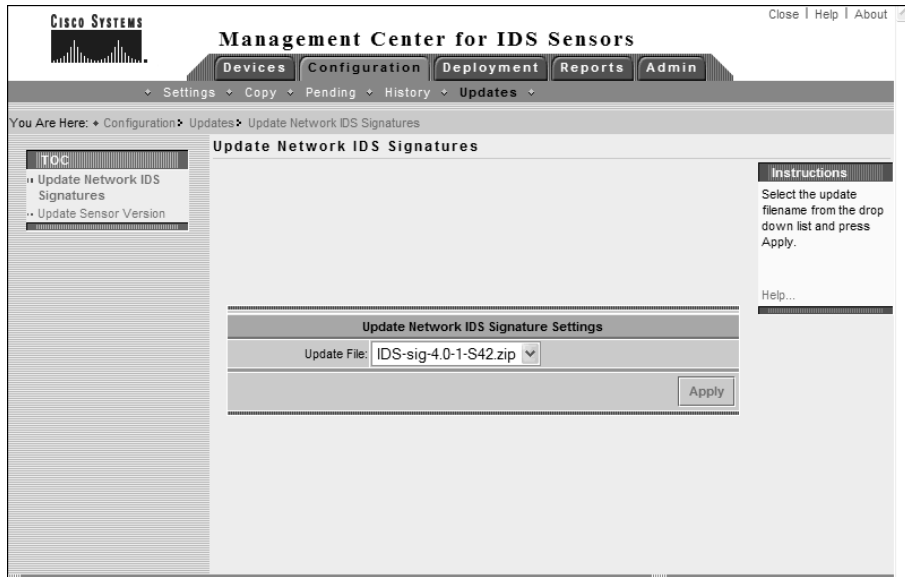 Close | Help | About
CISCO SYSTEMS
Management Center for IDS Sensors
Devices Configuration Deployment Reports Admin
Settings Copy Pending History Updates
You Are Here: Configuration Updates Update Network IDS Signatures
TOC
Update Network IDS
Signatures
Update Sensor Version
Update Network IDS Signatures
Instructions
Select the update
filename from the drop
down list and press
Apply.
Help...
Update Network IDS Signature Settings
Update File: IDS-sig-4.0-1-S42.zip
Apply